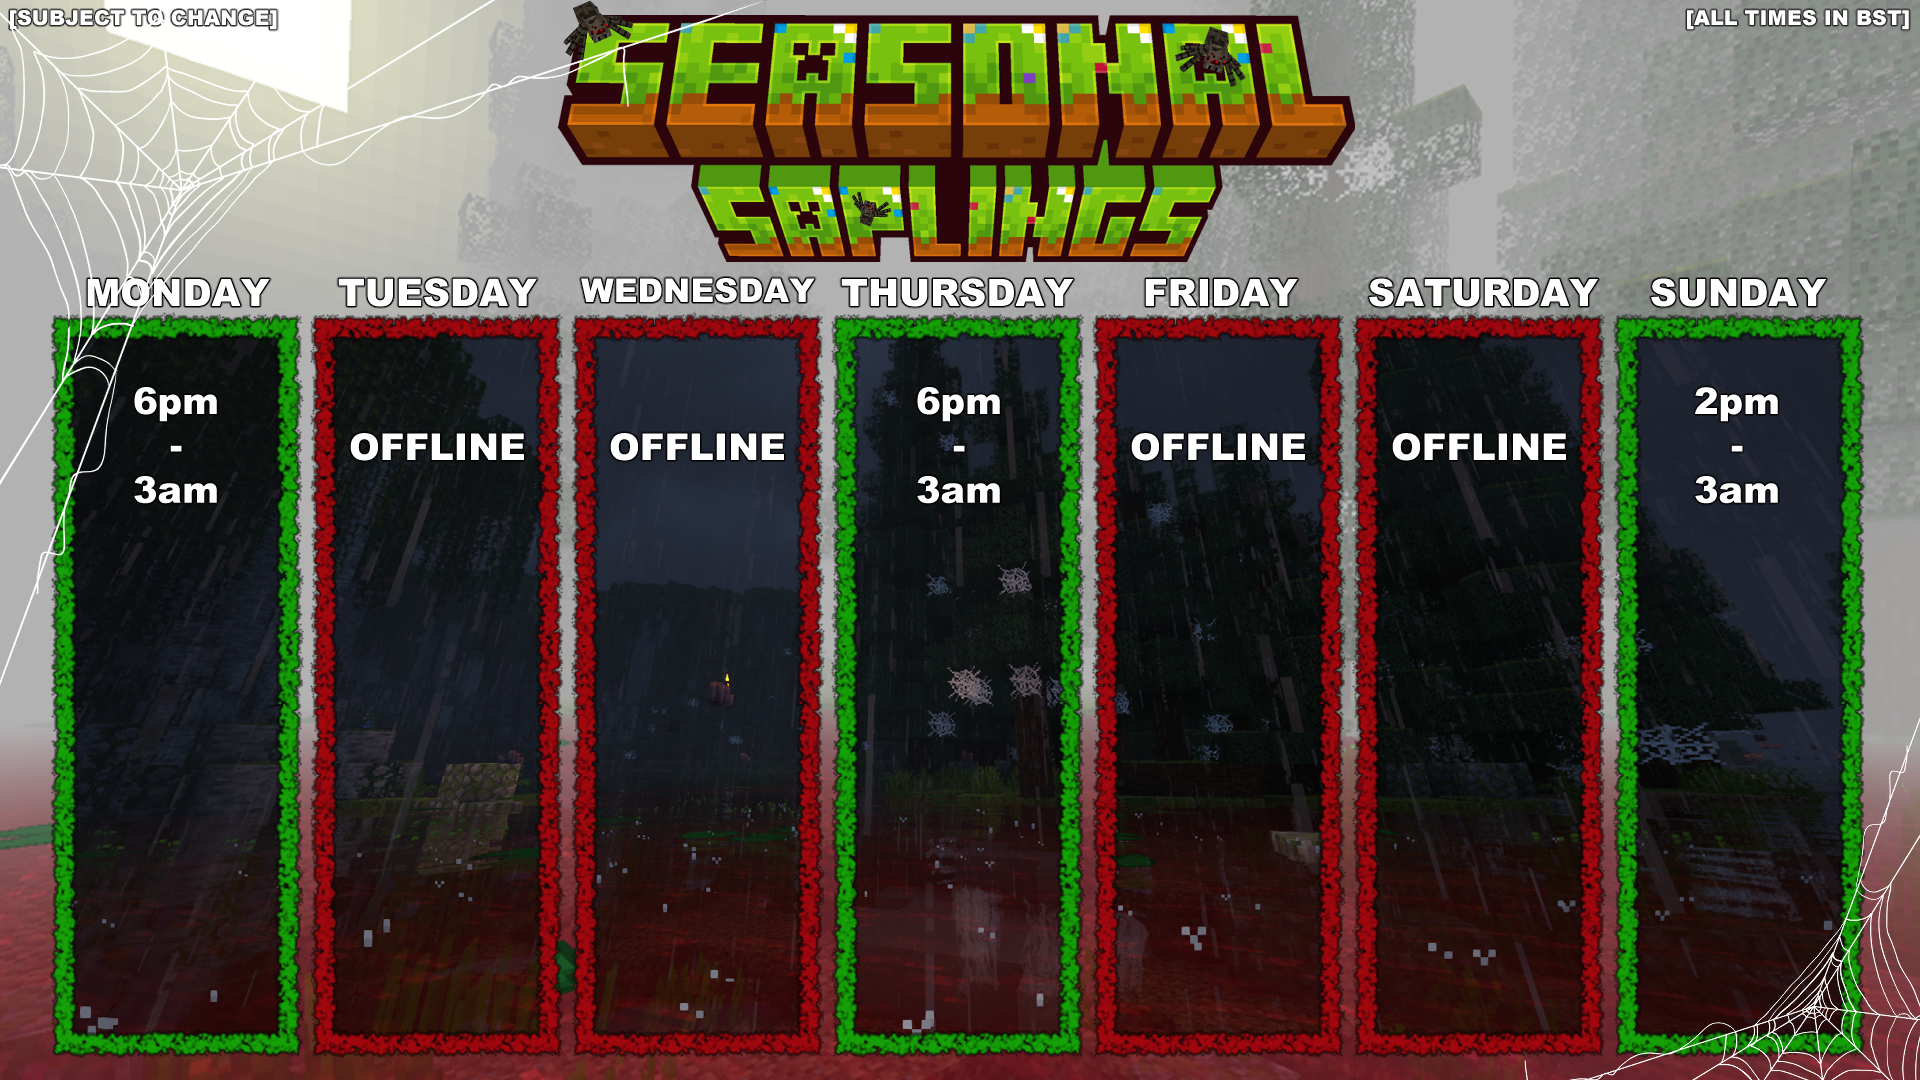 [SUBJECT TO CHANGE]
[ALL TIMES IN BST]
SEASONAL
SAPLINGS
MONDAY
6pm
-
3am
TUESDAY
OFFLINE
WEDNESDAY
OFFLINE
THURSDAY
6pm
-
3am
FRIDAY
OFFLINE
SATURDAY
OFFLINE
SUNDAY
2pm
-
3am